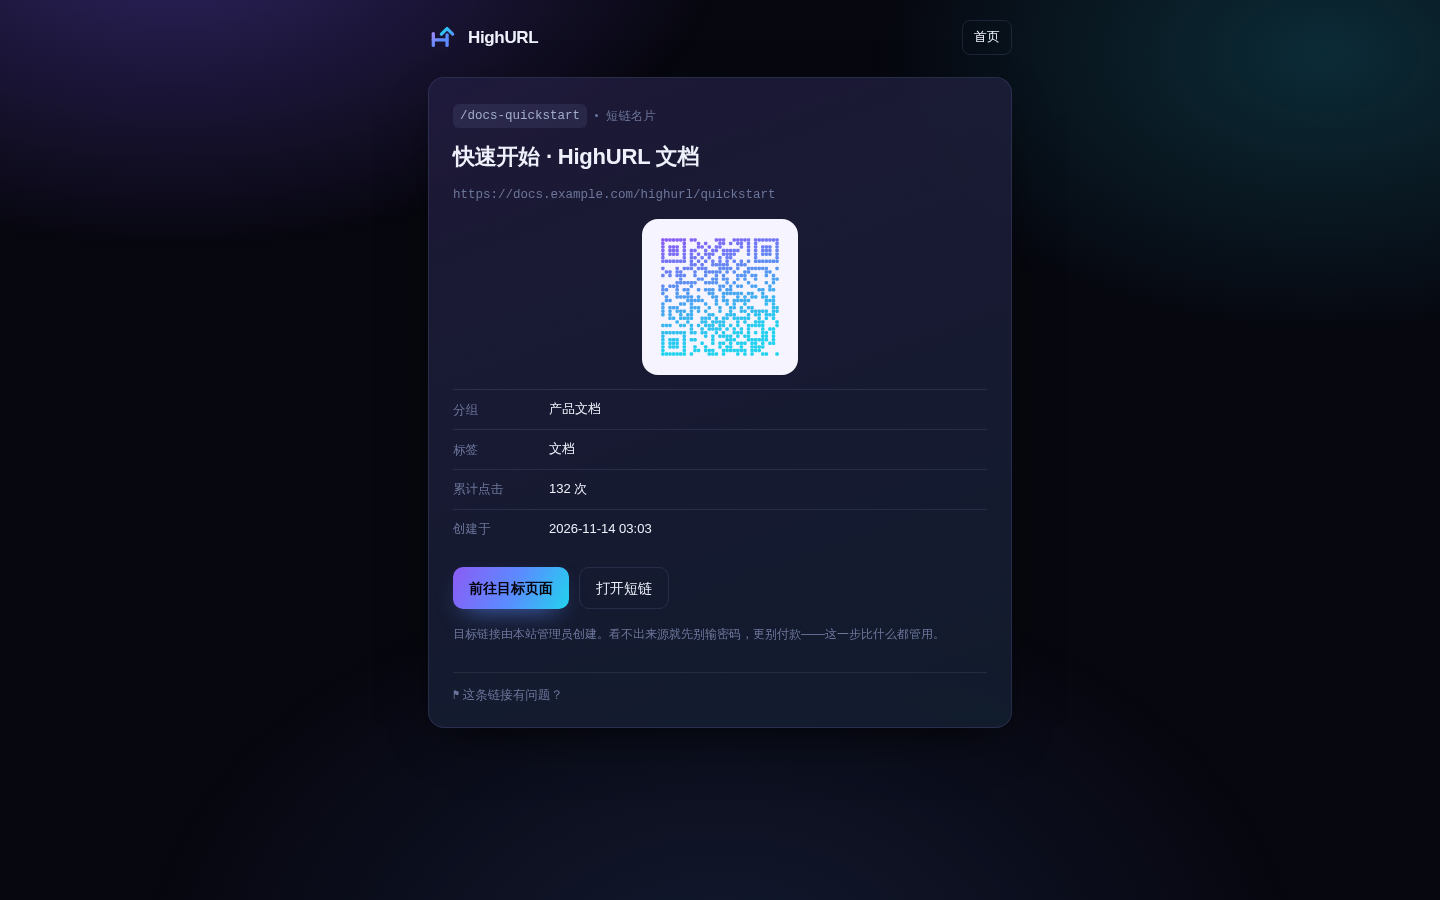 HighURL
首页
/docs-quickstart • 短链名片
快速开始 · HighURL 文档
https://docs.example.com/highurl/quickstart
分组 产品文档
标签 文档
累计点击 132 次
创建于 2026-11-14 03:03
前往目标页面 打开短链
目标链接由本站管理员创建。看不出来源就先别输密码，更别付款——这一步比什么都管用。
⚑ 这条链接有问题？